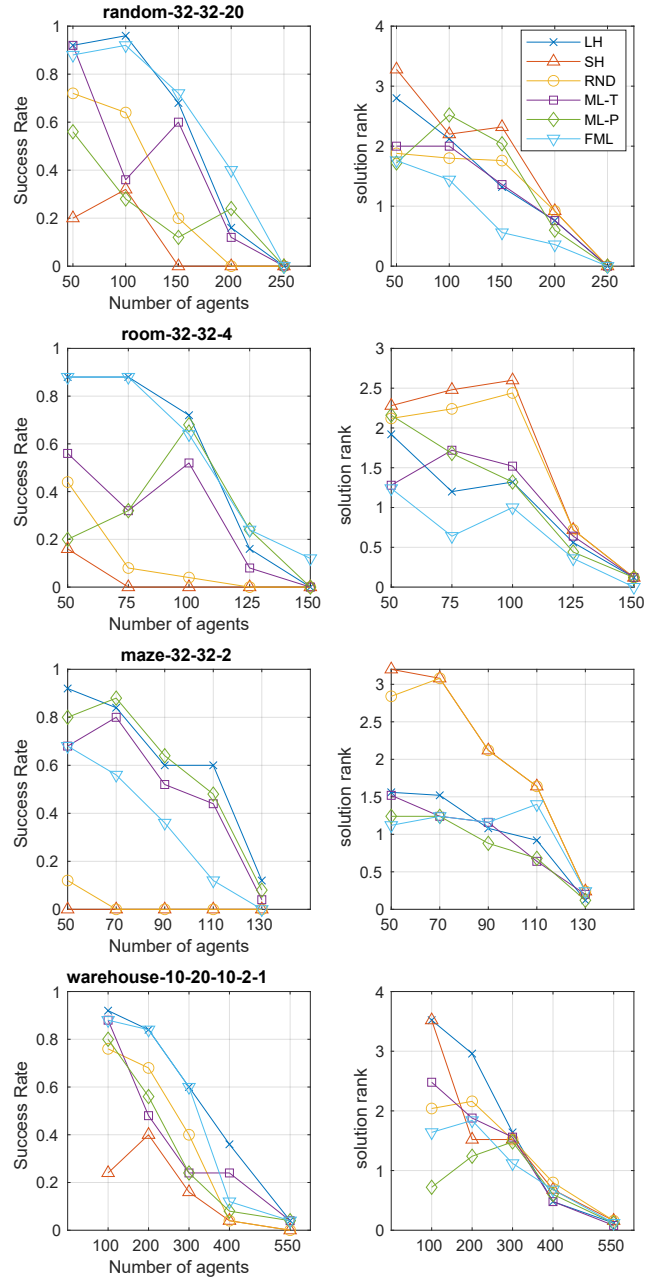 random-32-32-20
1
0.8
0.6
0.4
0.2
0
Success Rate
50 100 150 200 250
Number of agents
4
3
2
1
0
solution rank
50 100 150 200 250
LH
SH
RND
ML-T
ML-P
FML
room-32-32-4
1
0.8
0.6
0.4
0.2
0
Success Rate
50 75 100 125 150
Number of agents
3
2.5
2
1.5
1
0.5
0
solution rank
50 75 100 125 150
maze-32-32-2
1
0.8
0.6
0.4
0.2
0
Success Rate
50 70 90 110 130
Number of agents
3
2.5
2
1.5
1
0.5
0
solution rank
50 70 90 110 130
warehouse-10-20-10-2-1
1
0.8
0.6
0.4
0.2
0
Success Rate
100 200 300 400 550
Number of agents
4
3
2
1
0
solution rank
100 200 300 400 550